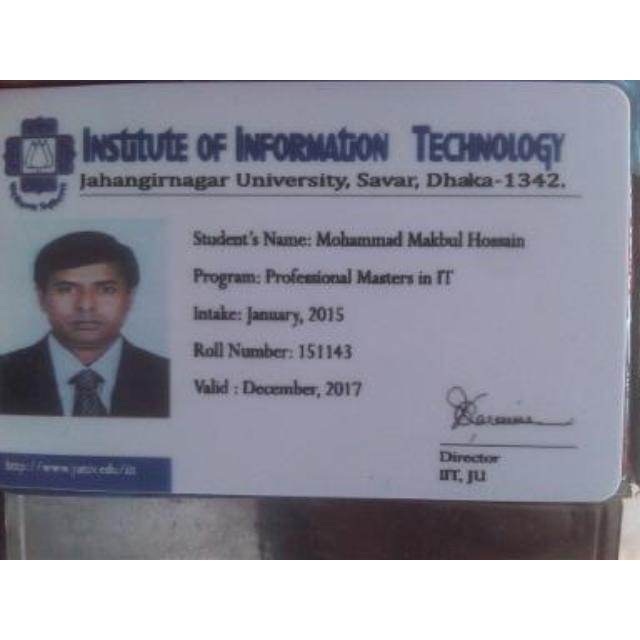 INSTITUTE OF INFORMATION TECHNOLOGY
Jahangirnagar University, Savar, Dhaka-1342.
Student's Name: Mohammad Makbul Hossain
Program: Professional Masters in IT
Intake: January, 2015
Roll Number: 151143
Valid : December, 2017
Director
IIT, JU
http://www.juniv.edu/iit